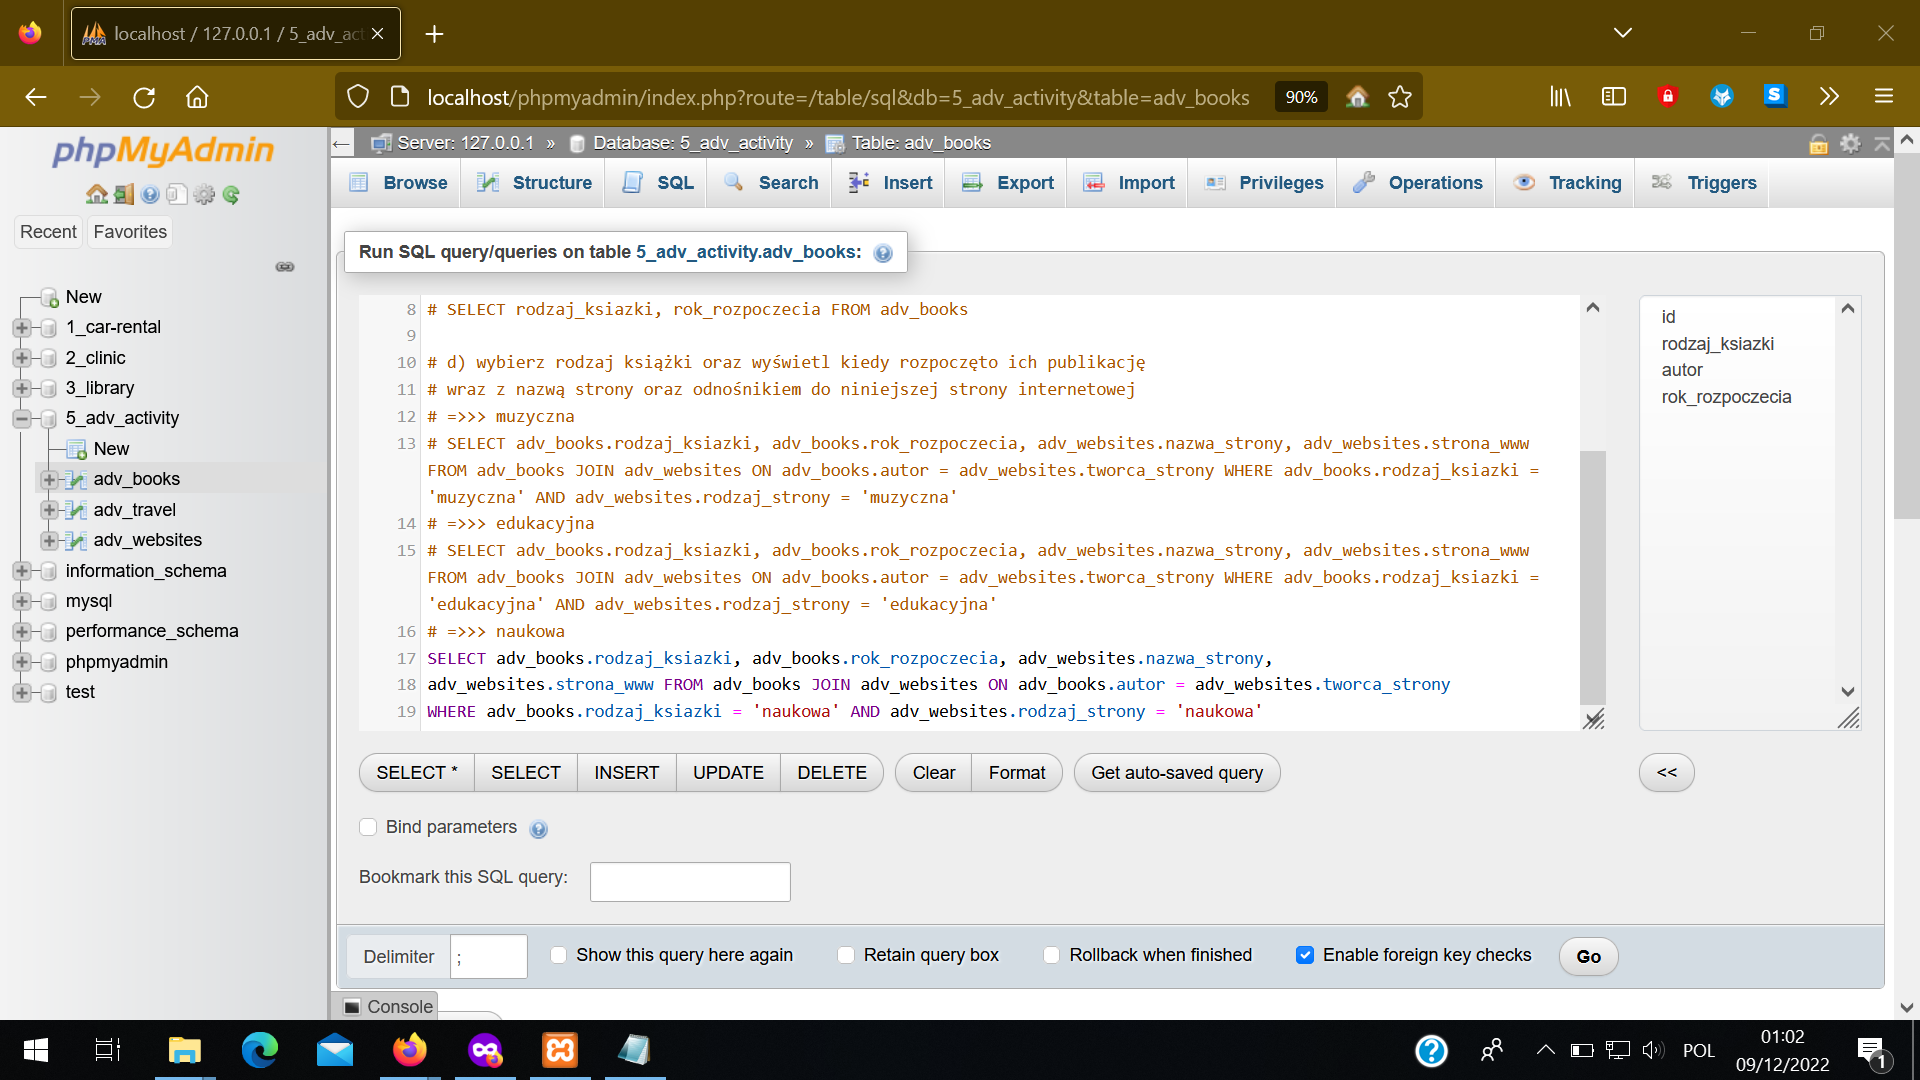 localhost / 127.0.0.1 / 5_adv_act
localhost/phpmyadmin/index.php?route=/table/sql&db=5_adv_activity&table=adv_books
90%
phpMyAdmin
Recent
Favorites
New
1_car-rental
2_clinic
3_library
5_adv_activity
New
adv_books
adv_travel
adv_websites
information_schema
mysql
performance_schema
phpmyadmin
test
Server: 127.0.0.1 » Database: 5_adv_activity » Table: adv_books
Browse Structure SQL Search Insert Export Import Privileges Operations Tracking Triggers
Run SQL query/queries on table 5_adv_activity.adv_books:
8 # SELECT rodzaj_ksiazki, rok_rozpoczecia FROM adv_books
9
10 # d) wybierz rodzaj książki oraz wyświetl kiedy rozpoczęto ich publikację
11 # wraz z nazwą strony oraz odnośnikiem do niniejszej strony internetowej
12 # =>>> muzyczna
13 # SELECT adv_books.rodzaj_ksiazki, adv_books.rok_rozpoczecia, adv_websites.nazwa_strony, adv_websites.strona_www
FROM adv_books JOIN adv_websites ON adv_books.autor = adv_websites.tworca_strony WHERE adv_books.rodzaj_ksiazki =
'muzyczna' AND adv_websites.rodzaj_strony = 'muzyczna'
14 # =>>> edukacyjna
15 # SELECT adv_books.rodzaj_ksiazki, adv_books.rok_rozpoczecia, adv_websites.nazwa_strony, adv_websites.strona_www
FROM adv_books JOIN adv_websites ON adv_books.autor = adv_websites.tworca_strony WHERE adv_books.rodzaj_ksiazki =
'edukacyjna' AND adv_websites.rodzaj_strony = 'edukacyjna'
16 # =>>> naukowa
17 SELECT adv_books.rodzaj_ksiazki, adv_books.rok_rozpoczecia, adv_websites.nazwa_strony,
18 adv_websites.strona_www FROM adv_books JOIN adv_websites ON adv_books.autor = adv_websites.tworca_strony
19 WHERE adv_books.rodzaj_ksiazki = 'naukowa' AND adv_websites.rodzaj_strony = 'naukowa'
id
rodzaj_ksiazki
autor
rok_rozpoczecia
SELECT * SELECT INSERT UPDATE DELETE Clear Format Get auto-saved query <<
Bind parameters
Bookmark this SQL query:
Delimiter ; Show this query here again Retain query box Rollback when finished Enable foreign key checks Go
Console
POL
01:02
09/12/2022
1